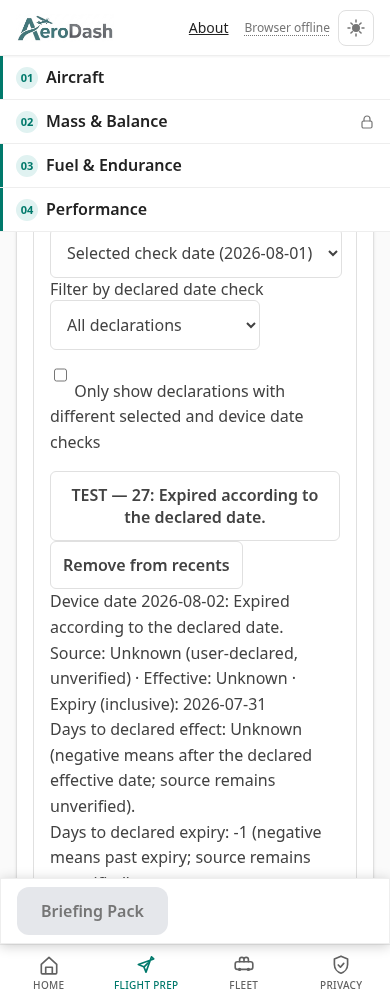 AeroDash
About
Browser offline
01 Aircraft
02 Mass & Balance
03 Fuel & Endurance
04 Performance
Selected check date (2026-08-01)
Filter by declared date check
All declarations
Only show declarations with
different selected and device date
checks
TEST — 27: Expired according to
the declared date.
Remove from recents
Device date 2026-08-02: Expired
according to the declared date.
Source: Unknown (user-declared,
unverified) · Effective: Unknown ·
Expiry (inclusive): 2026-07-31
Days to declared effect: Unknown
(negative means after the declared
effective date; source remains
unverified).
Days to declared expiry: -1 (negative
means past expiry; source remains
Briefing Pack
HOME
FLIGHT PREP
FLEET
PRIVACY